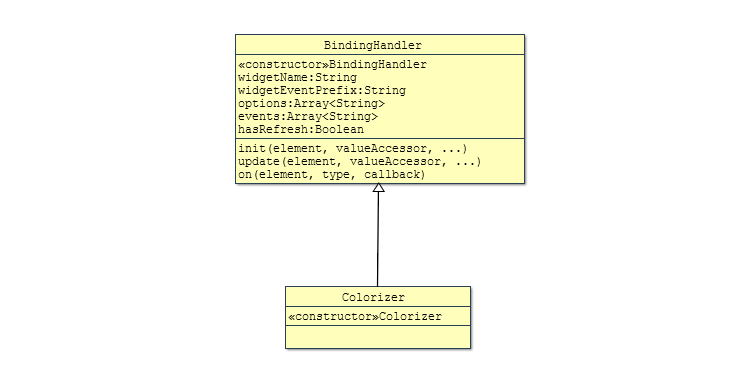 BindingHandler
«constructor»BindingHandler
widgetName:String
widgetEventPrefix:String
options:Array<String>
events:Array<String>
hasRefresh:Boolean
init(element, valueAccessor, ...)
update(element, valueAccessor, ...)
on(element, type, callback)
Colorizer
«constructor»Colorizer